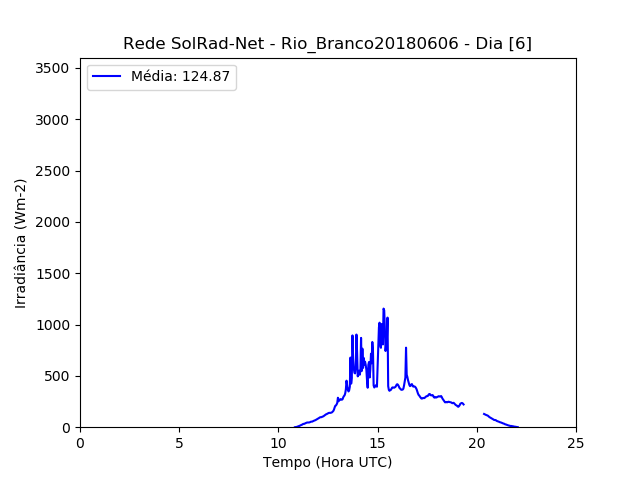 Rede SolRad-Net - Rio_Branco20180606 - Dia [6]
Média: 124.87
3500
3000
2500
2000
1500
1000
500
0
Irradiância (Wm-2)
0 5 10 15 20 25
Tempo (Hora UTC)